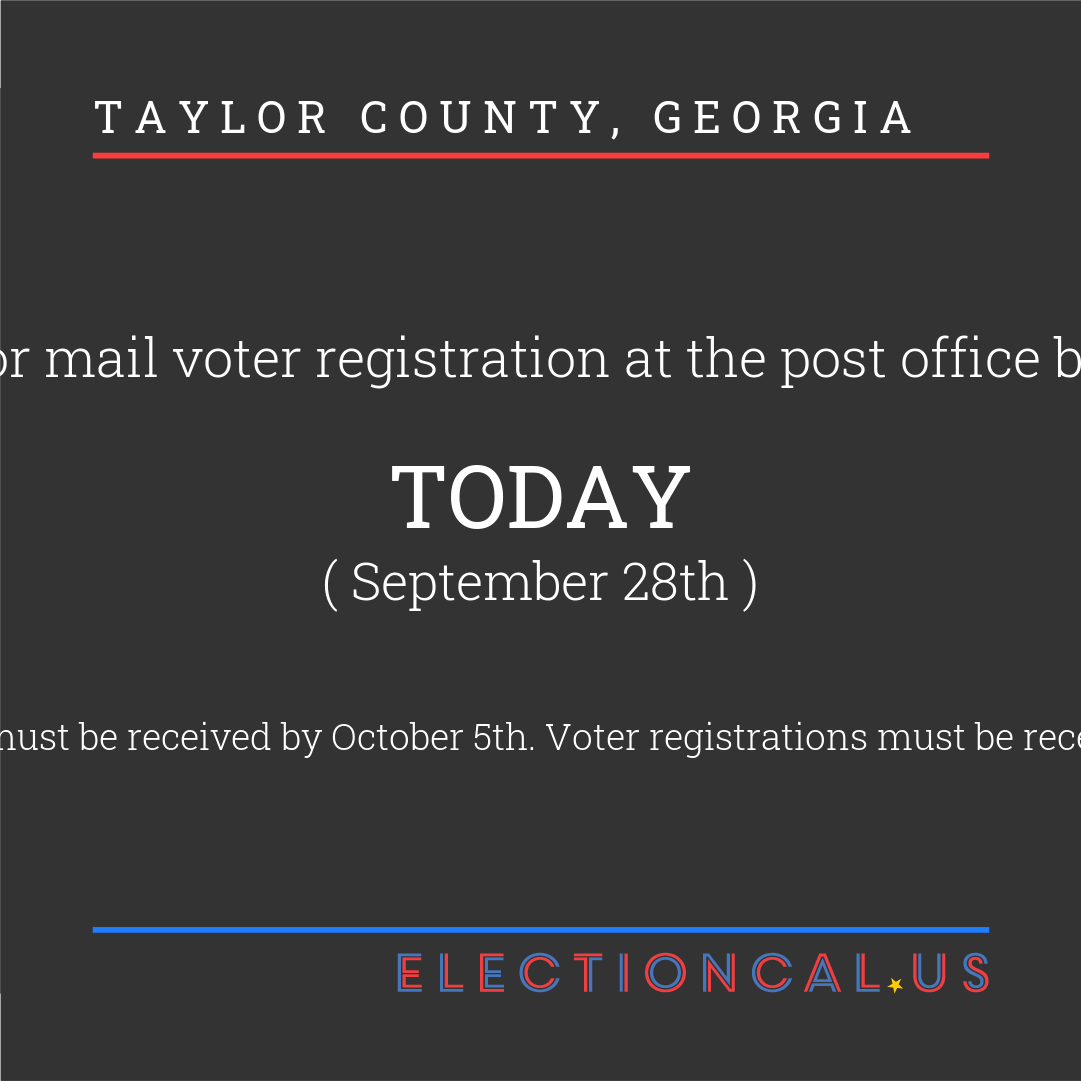 TAYLOR COUNTY, GEORGIA
or mail voter registration at the post office b
TODAY
( September 28th )
must be received by October 5th. Voter registrations must be rece
ELECTIONCAL.US